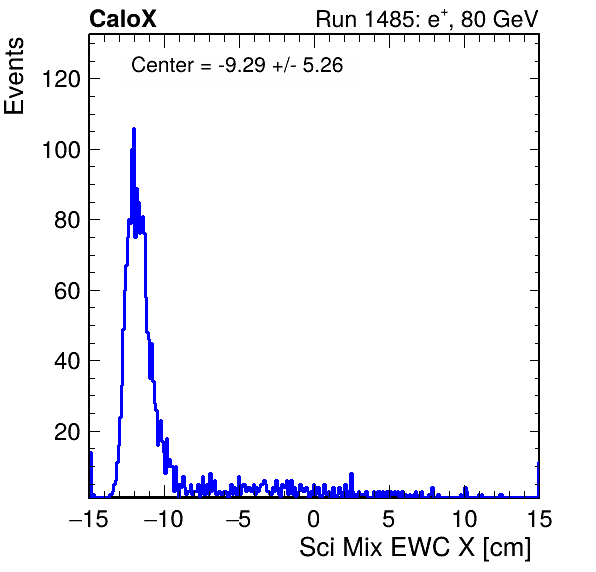 CaloX Run 1485: e⁺, 80 GeV
Center = -9.29 +/- 5.26
Events
120
100
80
60
40
20
−15 −10 −5 0 5 10 15
Sci Mix EWC X [cm]